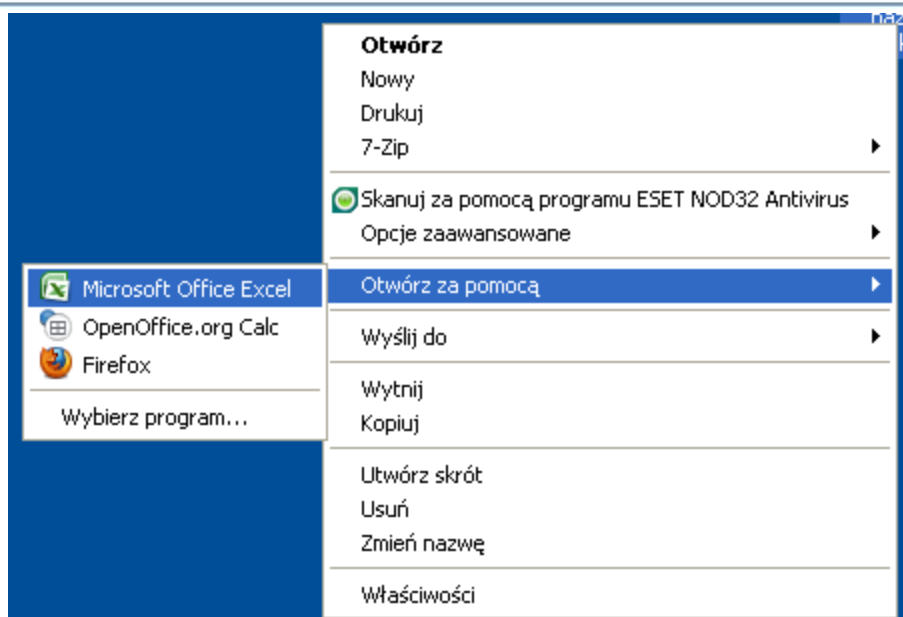 Otwórz
Nowy
Drukuj
7-Zip
Skanuj za pomocą programu ESET NOD32 Antivirus
Opcje zaawansowane
Otwórz za pomocą
Microsoft Office Excel
OpenOffice.org Calc
Firefox
Wybierz program...
Wyślij do
Wytnij
Kopiuj
Utwórz skrót
Usuń
Zmień nazwę
Właściwości